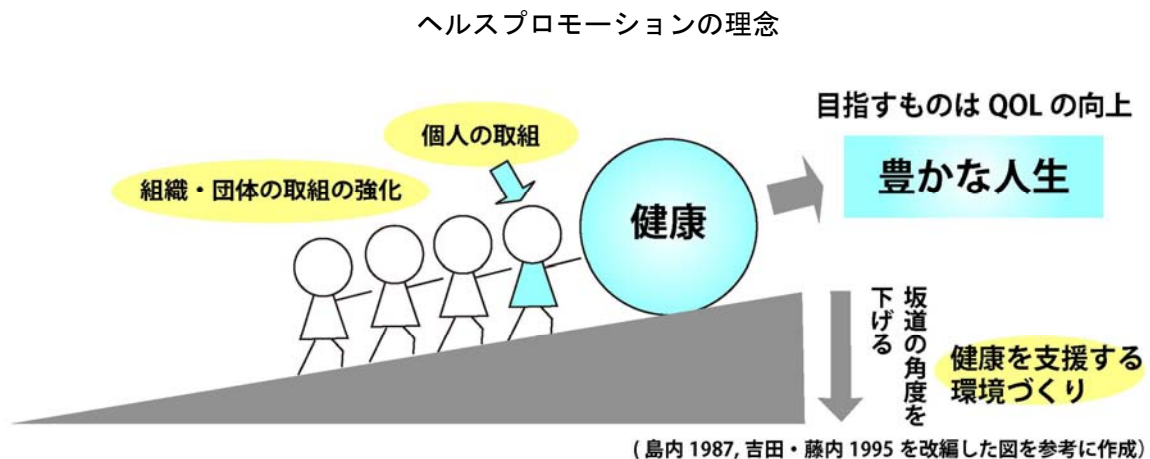 ヘルスプロモーションの理念
目指すものは QOL の向上
豊かな人生
個人の取組
組織・団体の取組の強化
健康
坂道の角度を
下げる
健康を支援する
環境づくり
( 島内 1987, 吉田・藤内 1995 を改編した図を参考に作成)